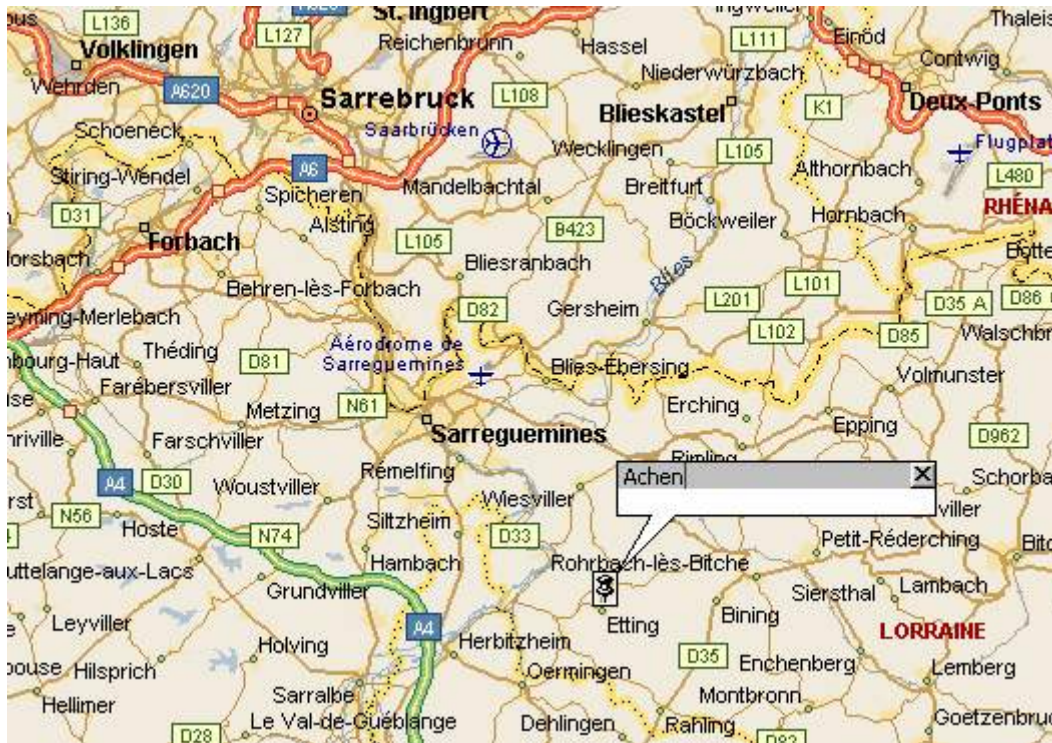 L136
L127
St. Ingbert
Ingweiler
Einöd
Volklingen
Reichenbrunn
Hassel
L111
Contwig
Wehrden
A620
Sarrebruck
L108
Niederwürzbach
Blieskastel
K1
Deux-Ponts
Schoeneck
Saarbrücken
Wecklingen
L105
Flugplat
Stiring-Wendel
A6
Spicheren
Mandelbachtal
Breitfurt
Althornbach
L480
D31
Alsting
B423
Böckweiler
Hornbach
RHÉNA
Forbach
L105
Bliesranbach
Blies
L101
Behren-lès-Forbach
D82
Gersheim
L201
D35 A
D86
eyming-Merlebach
L102
D85
Walschbr
nbourg-Haut
Théding
D81
Aérodrome de
Sarreguemines
Blies-Ébersing
Volmunster
Farébersviller
Metzing
N61
Erching
Epping
Farschviller
Sarreguemines
D962
Rimling
A4
D30
Woustviller
Rémelfing
Achen
Schorba
N56
Hoste
N74
Siltzheim
Wiesviller
D33
viller
Petit-Réderching
uttelange-aux-Lacs
Hambach
Rohrbach-lès-Bitche
Grundviller
Siersthal
Lambach
Leyviller
A4
Etting
Bining
LORRAINE
Holving
Herbitzheim
Hilsprich
D35
Enchenberg
Lemberg
Oermingen
Hellimer
Sarralbe
Montbronn
Le Val-de-Guéblange
Dehlingen
Rahling
Goetzenbruc
D28